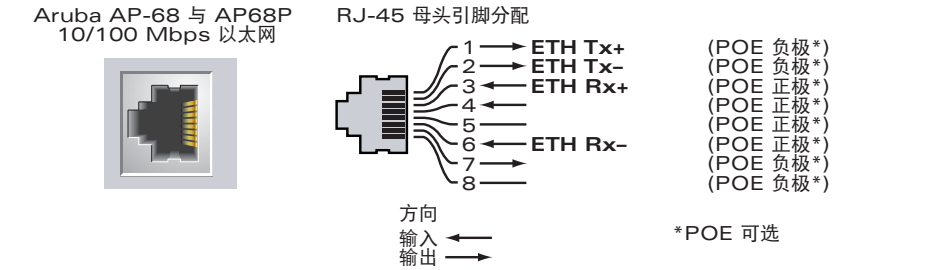 Aruba AP-68 与 AP68P
10/100 Mbps 以太网
RJ-45 母头引脚分配
1 ETH Tx+ (POE 负极*)
2 ETH Tx– (POE 负极*)
3 ETH Rx+ (POE 正极*)
4 (POE 正极*)
5 (POE 正极*)
6 ETH Rx– (POE 正极*)
7 (POE 负极*)
8 (POE 负极*)
方向
输入
输出
*POE 可选